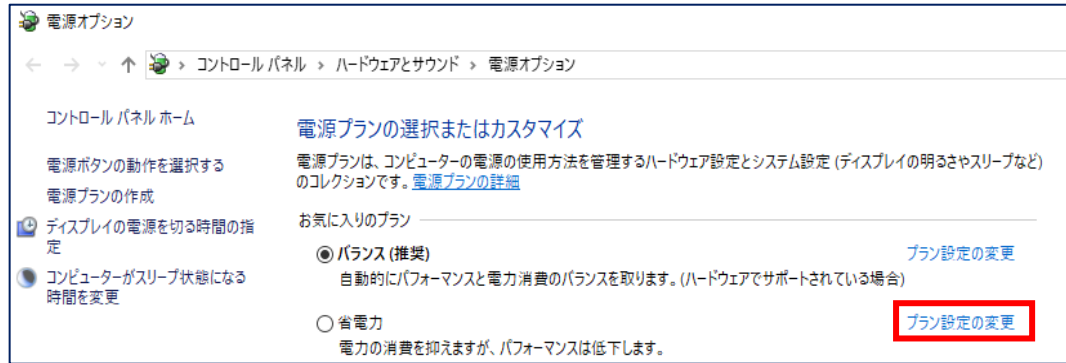 電源オプション
コントロール パネル › ハードウェアとサウンド › 電源オプション
コントロール パネル ホーム
電源ボタンの動作を選択する
電源プランの作成
ディスプレイの電源を切る時間の指
定
コンピューターがスリープ状態になる
時間を変更
電源プランの選択またはカスタマイズ
電源プランは、コンピューターの電源の使用方法を管理するハードウェア設定とシステム設定 (ディスプレイの明るさやスリープなど)
のコレクションです。電源プランの詳細
お気に入りのプラン
バランス (推奨) プラン設定の変更
自動的にパフォーマンスと電力消費のバランスを取ります。(ハードウェアでサポートされている場合)
省電力 プラン設定の変更
電力の消費を抑えますが、パフォーマンスは低下します。